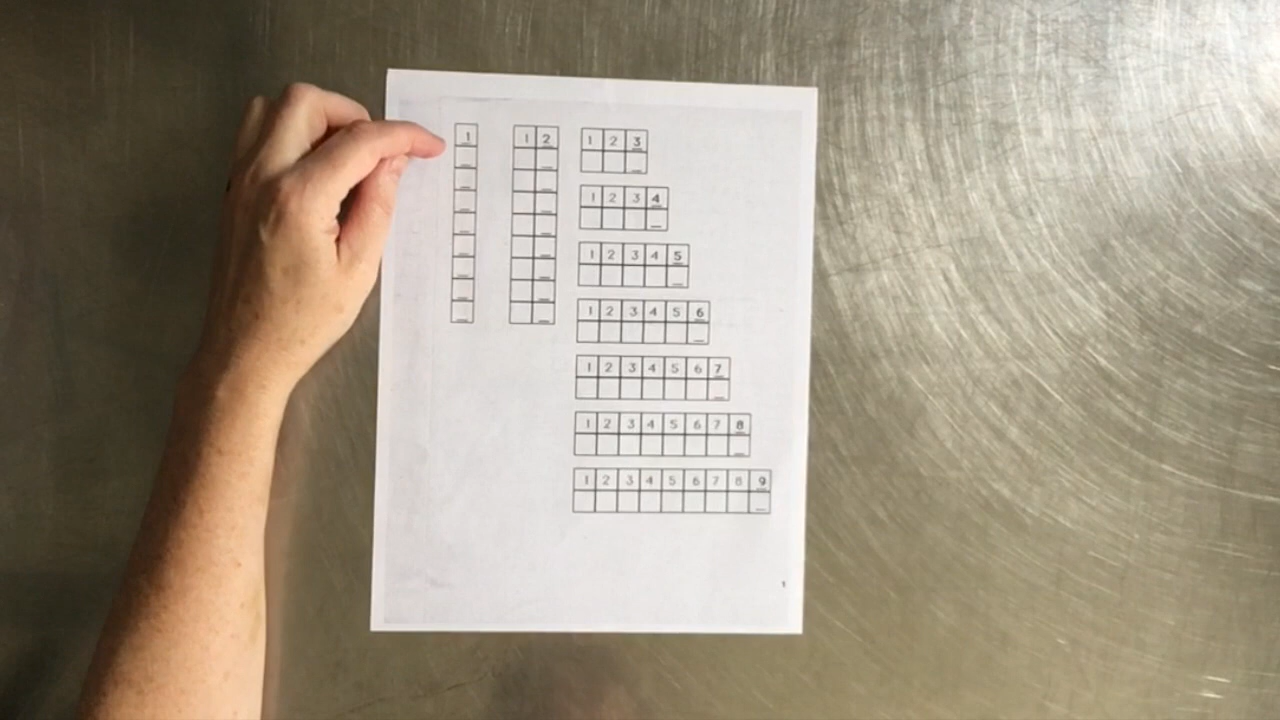 1
1 2
1 2 3
1 2 3 4
1 2 3 4 5
1 2 3 4 5 6
1 2 3 4 5 6 7
1 2 3 4 5 6 7 8
1 2 3 4 5 6 7 8 9
1